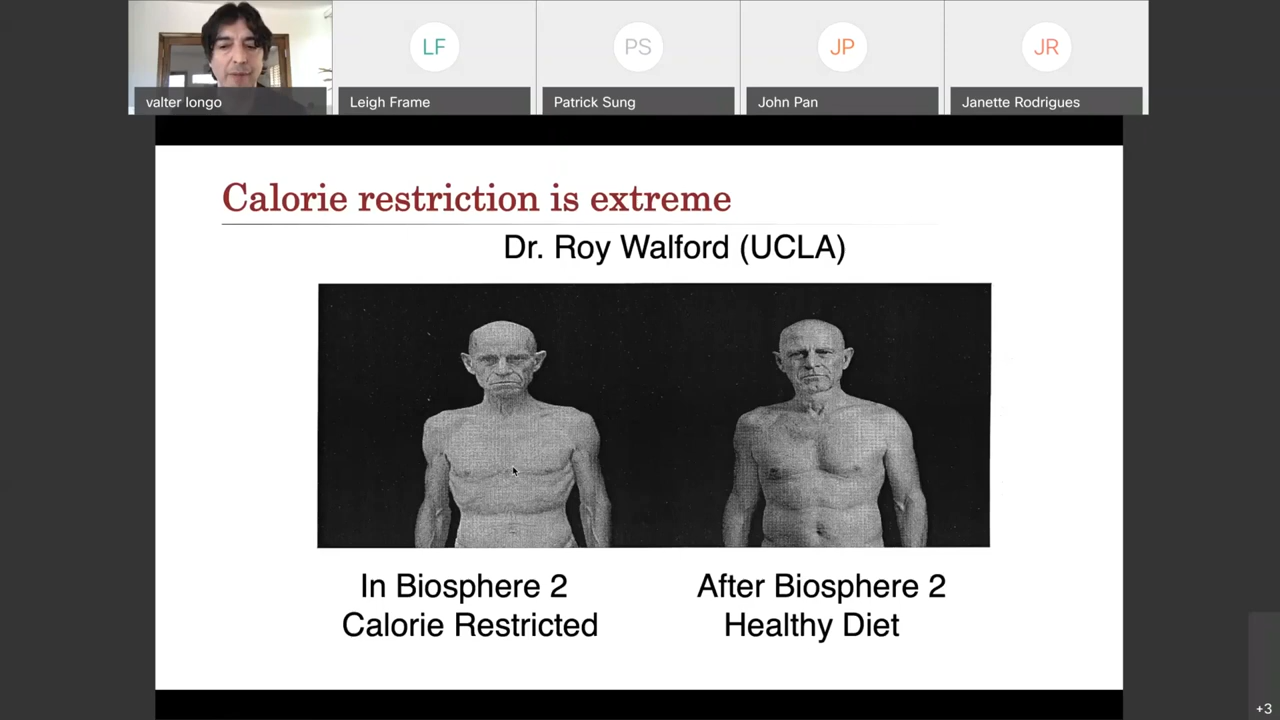 LF
PS
JP
JR
valter longo
Leigh Frame
Patrick Sung
John Pan
Janette Rodrigues
Calorie restriction is extreme
Dr. Roy Walford (UCLA)
In Biosphere 2
Calorie Restricted
After Biosphere 2
Healthy Diet
+3